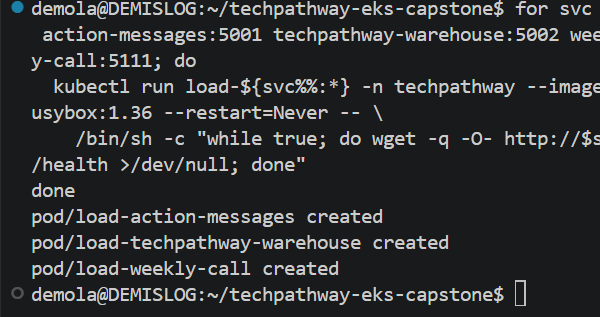 demola@DEMISLOG:~/techpathway-eks-capstone$ for svc
action-messages:5001 techpathway-warehouse:5002 wee
y-call:5111; do
kubectl run load-${svc%%:*} -n techpathway --image
usybox:1.36 --restart=Never -- \
/bin/sh -c "while true; do wget -q -O- http://$s
/health >/dev/null; done"
done
pod/load-action-messages created
pod/load-techpathway-warehouse created
pod/load-weekly-call created
demola@DEMISLOG:~/techpathway-eks-capstone$